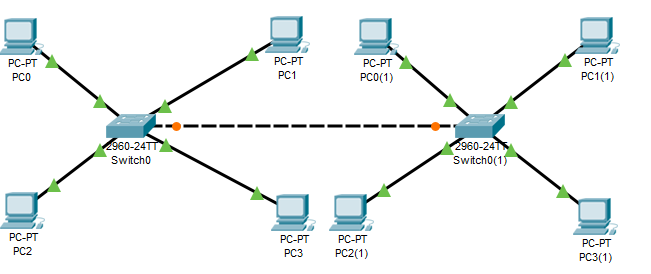 PC-PT
PC0
PC-PT
PC1
PC-PT
PC0(1)
PC-PT
PC1(1)
2960-24TT
Switch0
2960-24TT
Switch0(1)
PC-PT
PC2
PC-PT
PC3
PC-PT
PC2(1)
PC-PT
PC3(1)